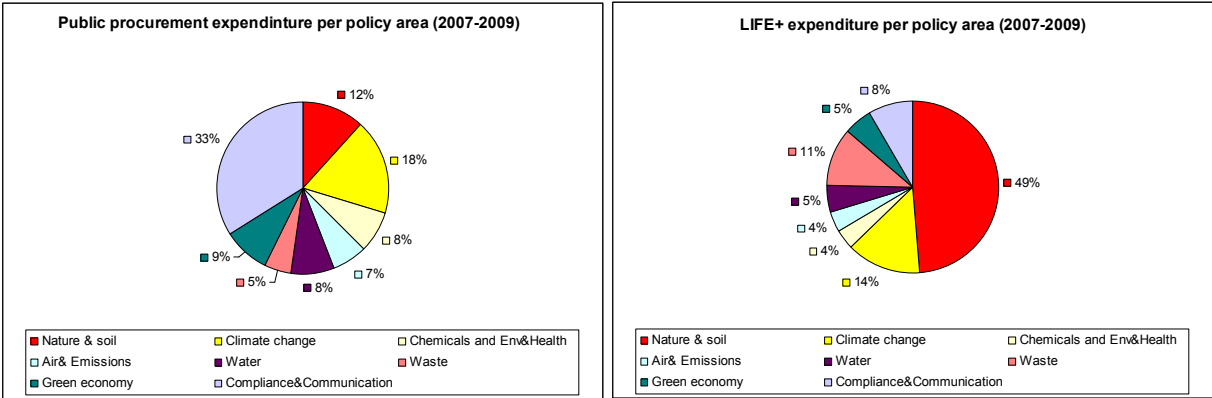 Public procurement expendinture per policy area (2007-2009)
12%
18%
8%
7%
8%
5%
9%
33%
Nature & soil Climate change Chemicals and Env&Health
Air& Emissions Water Waste
Green economy Compliance&Communication
LIFE+ expenditure per policy area (2007-2009)
49%
14%
4%
4%
5%
11%
5%
8%
Nature & soil Climate change Chemicals and Env&Health
Air& Emissions Water Waste
Green economy Compliance&Communication